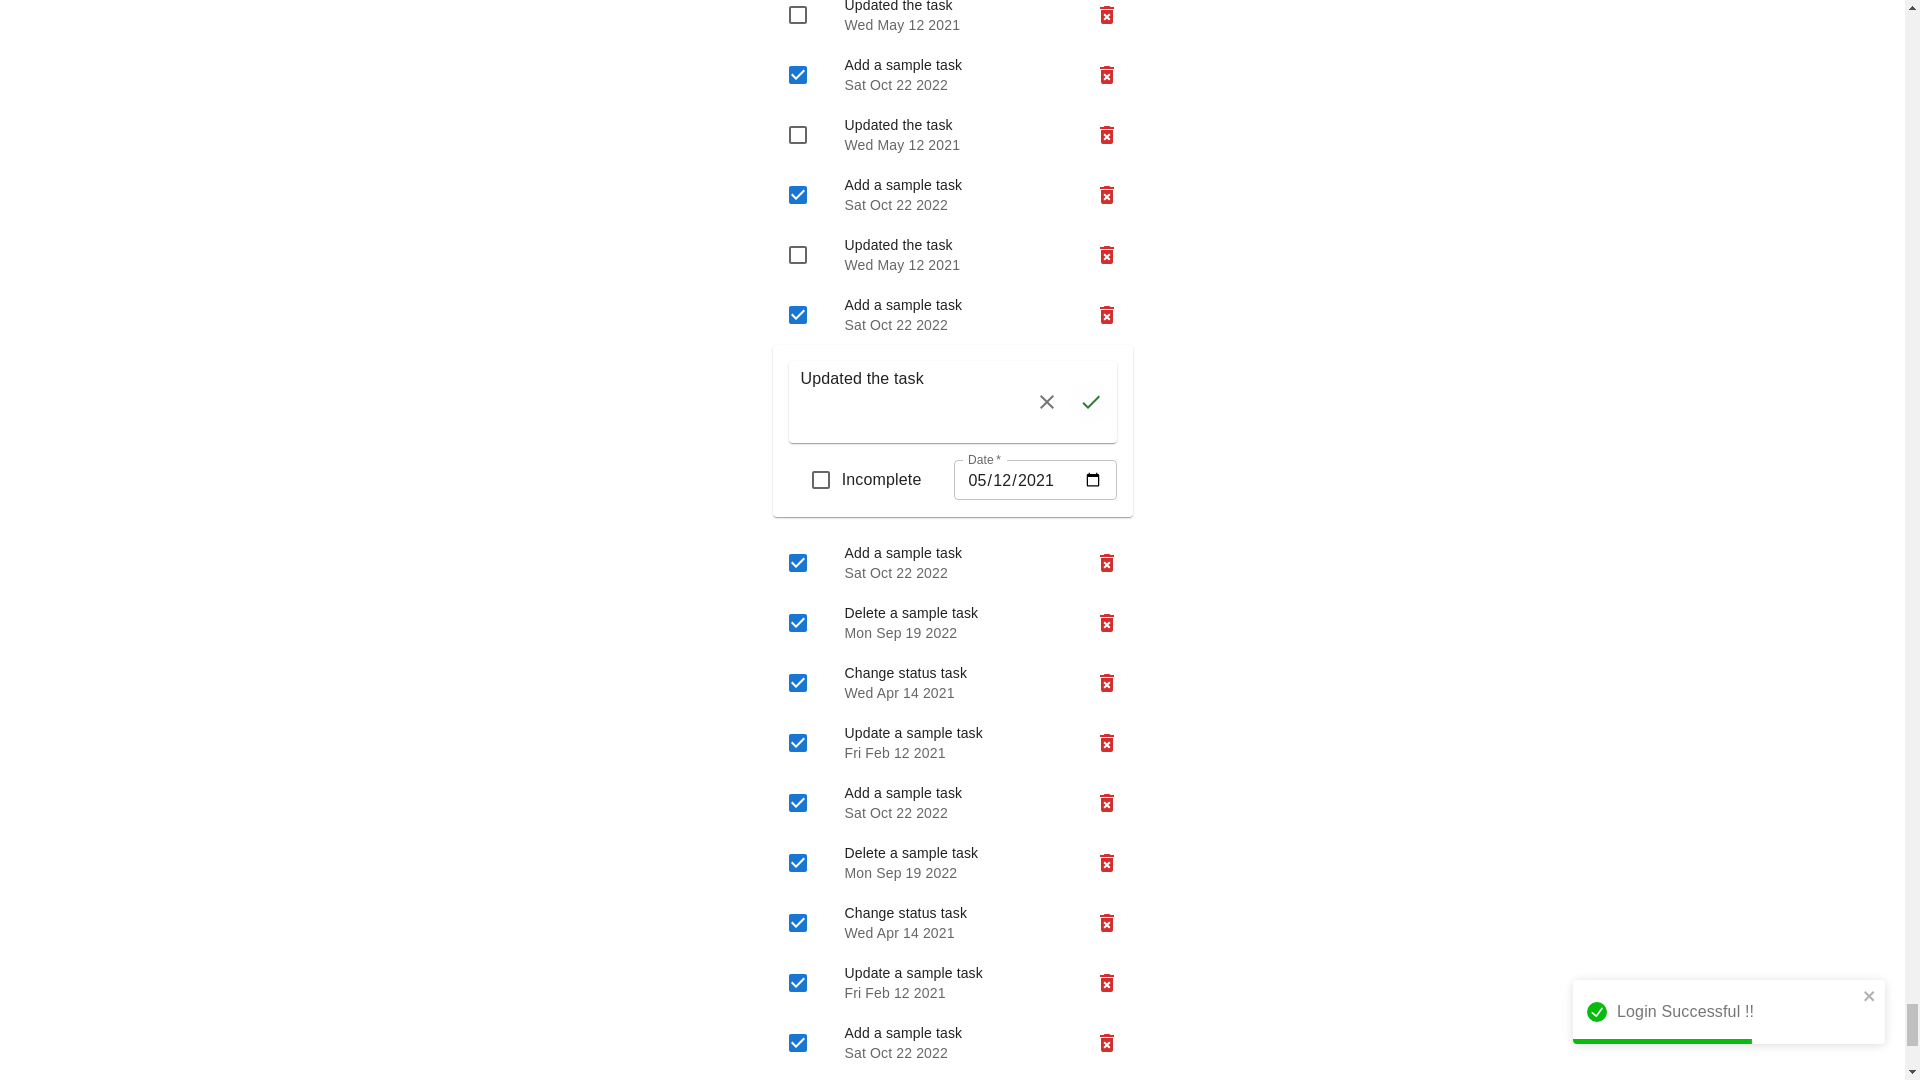 Updated the task
Wed May 12 2021
Add a sample task
Sat Oct 22 2022
Updated the task
Wed May 12 2021
Add a sample task
Sat Oct 22 2022
Updated the task
Wed May 12 2021
Add a sample task
Sat Oct 22 2022
Updated the task
Date *
Incomplete
05/12/2021
Add a sample task
Sat Oct 22 2022
Delete a sample task
Mon Sep 19 2022
Change status task
Wed Apr 14 2021
Update a sample task
Fri Feb 12 2021
Add a sample task
Sat Oct 22 2022
Delete a sample task
Mon Sep 19 2022
Change status task
Wed Apr 14 2021
Update a sample task
Fri Feb 12 2021
Add a sample task
Sat Oct 22 2022
Login Successful !!